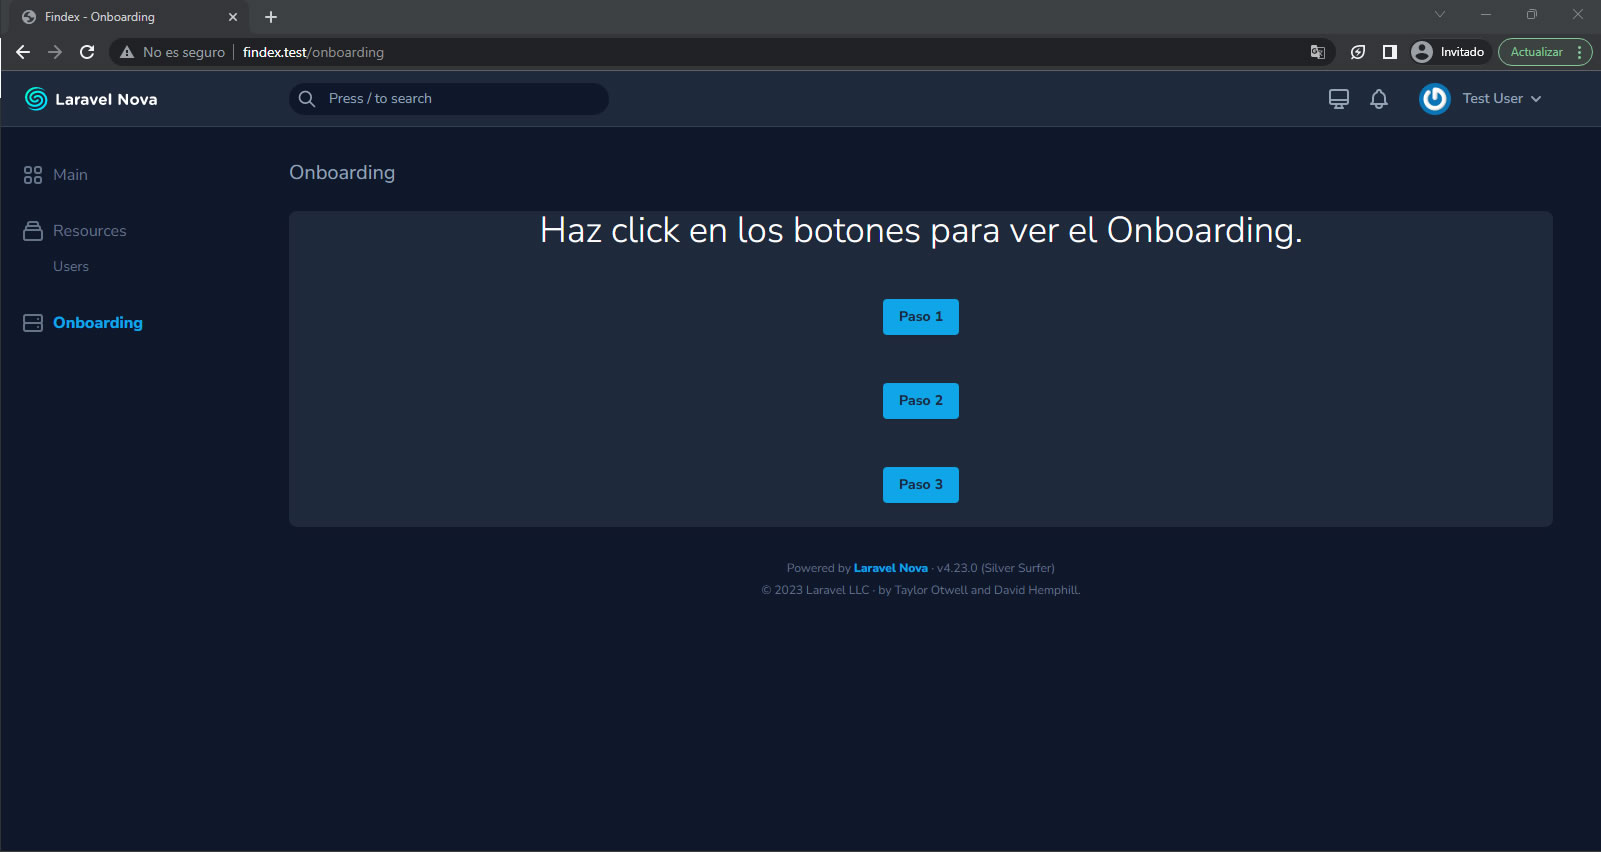 Findex - Onboarding
No es seguro findex.test/onboarding
Invitado
Actualizar
Laravel Nova
Press / to search
Test User
Main
Resources
Users
Onboarding
Onboarding
Haz click en los botones para ver el Onboarding.
Paso 1
Paso 2
Paso 3
Powered by Laravel Nova · v4.23.0 (Silver Surfer)
© 2023 Laravel LLC · by Taylor Otwell and David Hemphill.